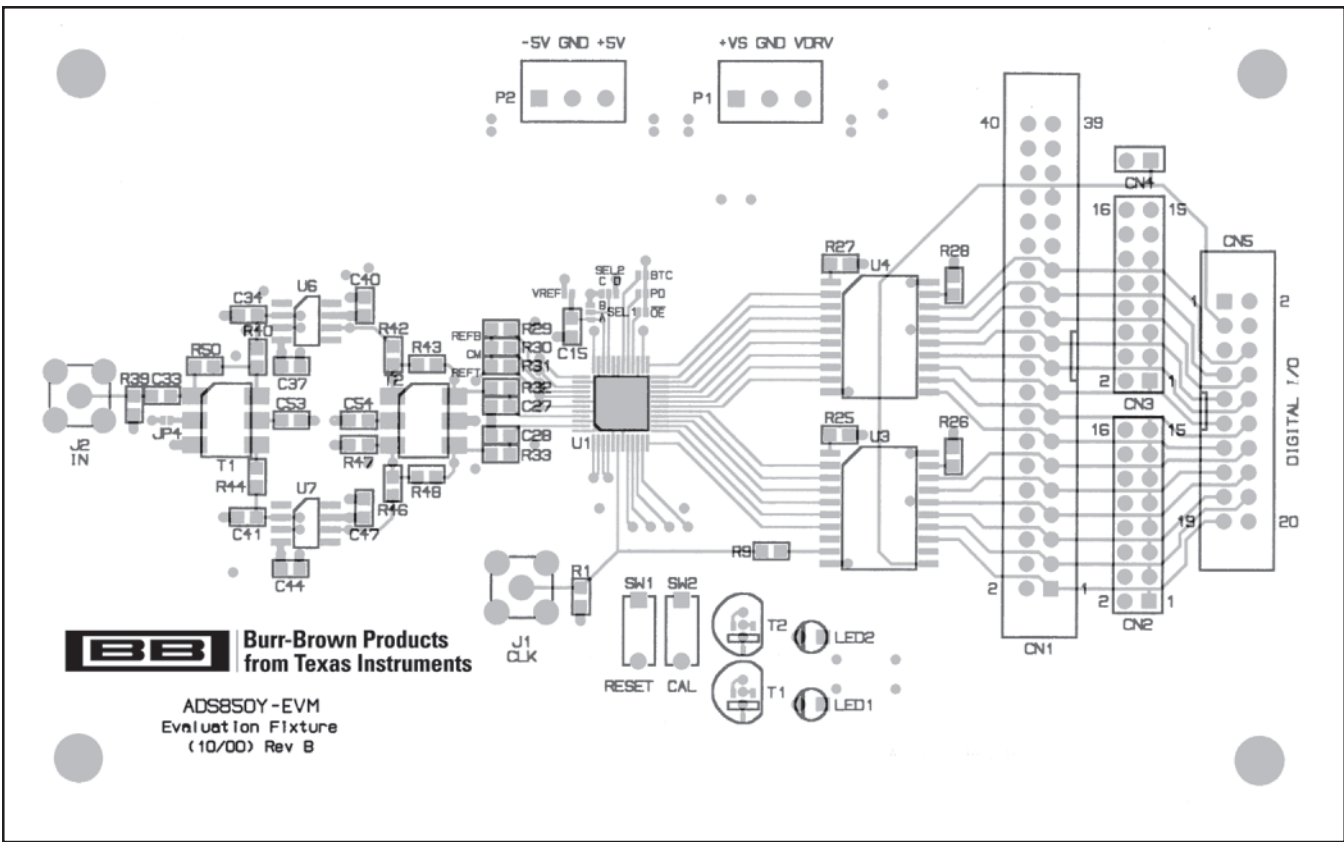 -5V GND +5V
+VS GND VDRV
P2
P1
40
39
CN4
16
15
CN5
R27
U4
R28
SEL2
BTC
C D
VREF
PD
B
A
SEL1
OE
U6
C40
C34
R40
R42
R43
REFB
R29
R30
CM
R31
REFT
C15
1
2
R50
C37
R32
C27
2
1
CN3
R39
C33
JP4
C53
C54
T2
R25
U3
R26
16
15
DIGITAL I/O
J2
IN
T1
R47
C28
R33
U1
R44
U7
R48
R46
C41
C47
19
20
C44
R9
R1
SW1
SW2
2
1
2
1
CN2
J1
CLK
T2
LED2
CN1
RESET
CAL
T1
LED1
BB
Burr-Brown Products
from Texas Instruments
ADS850Y-EVM
Evaluation Fixture
(10/00) Rev B